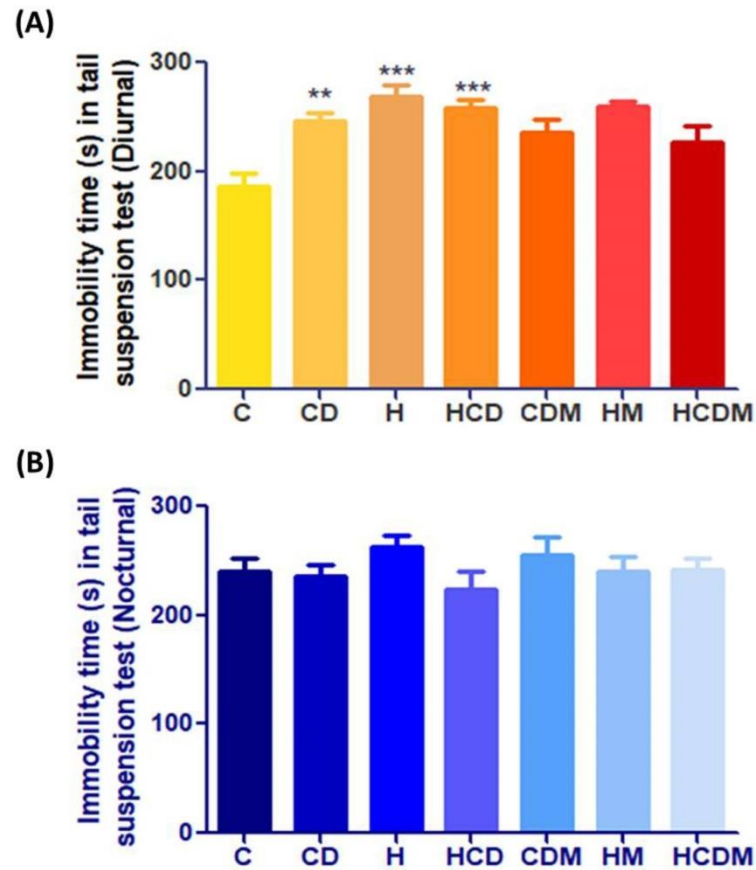 (A)
Immobility time (s) in tail
suspension test (Diurnal)
300
200
100
0
** *** ***
C CD H HCD CDM HM HCDM
(B)
Immobility time (s) in tail
suspension test (Nocturnal)
300
200
100
0
C CD H HCD CDM HM HCDM